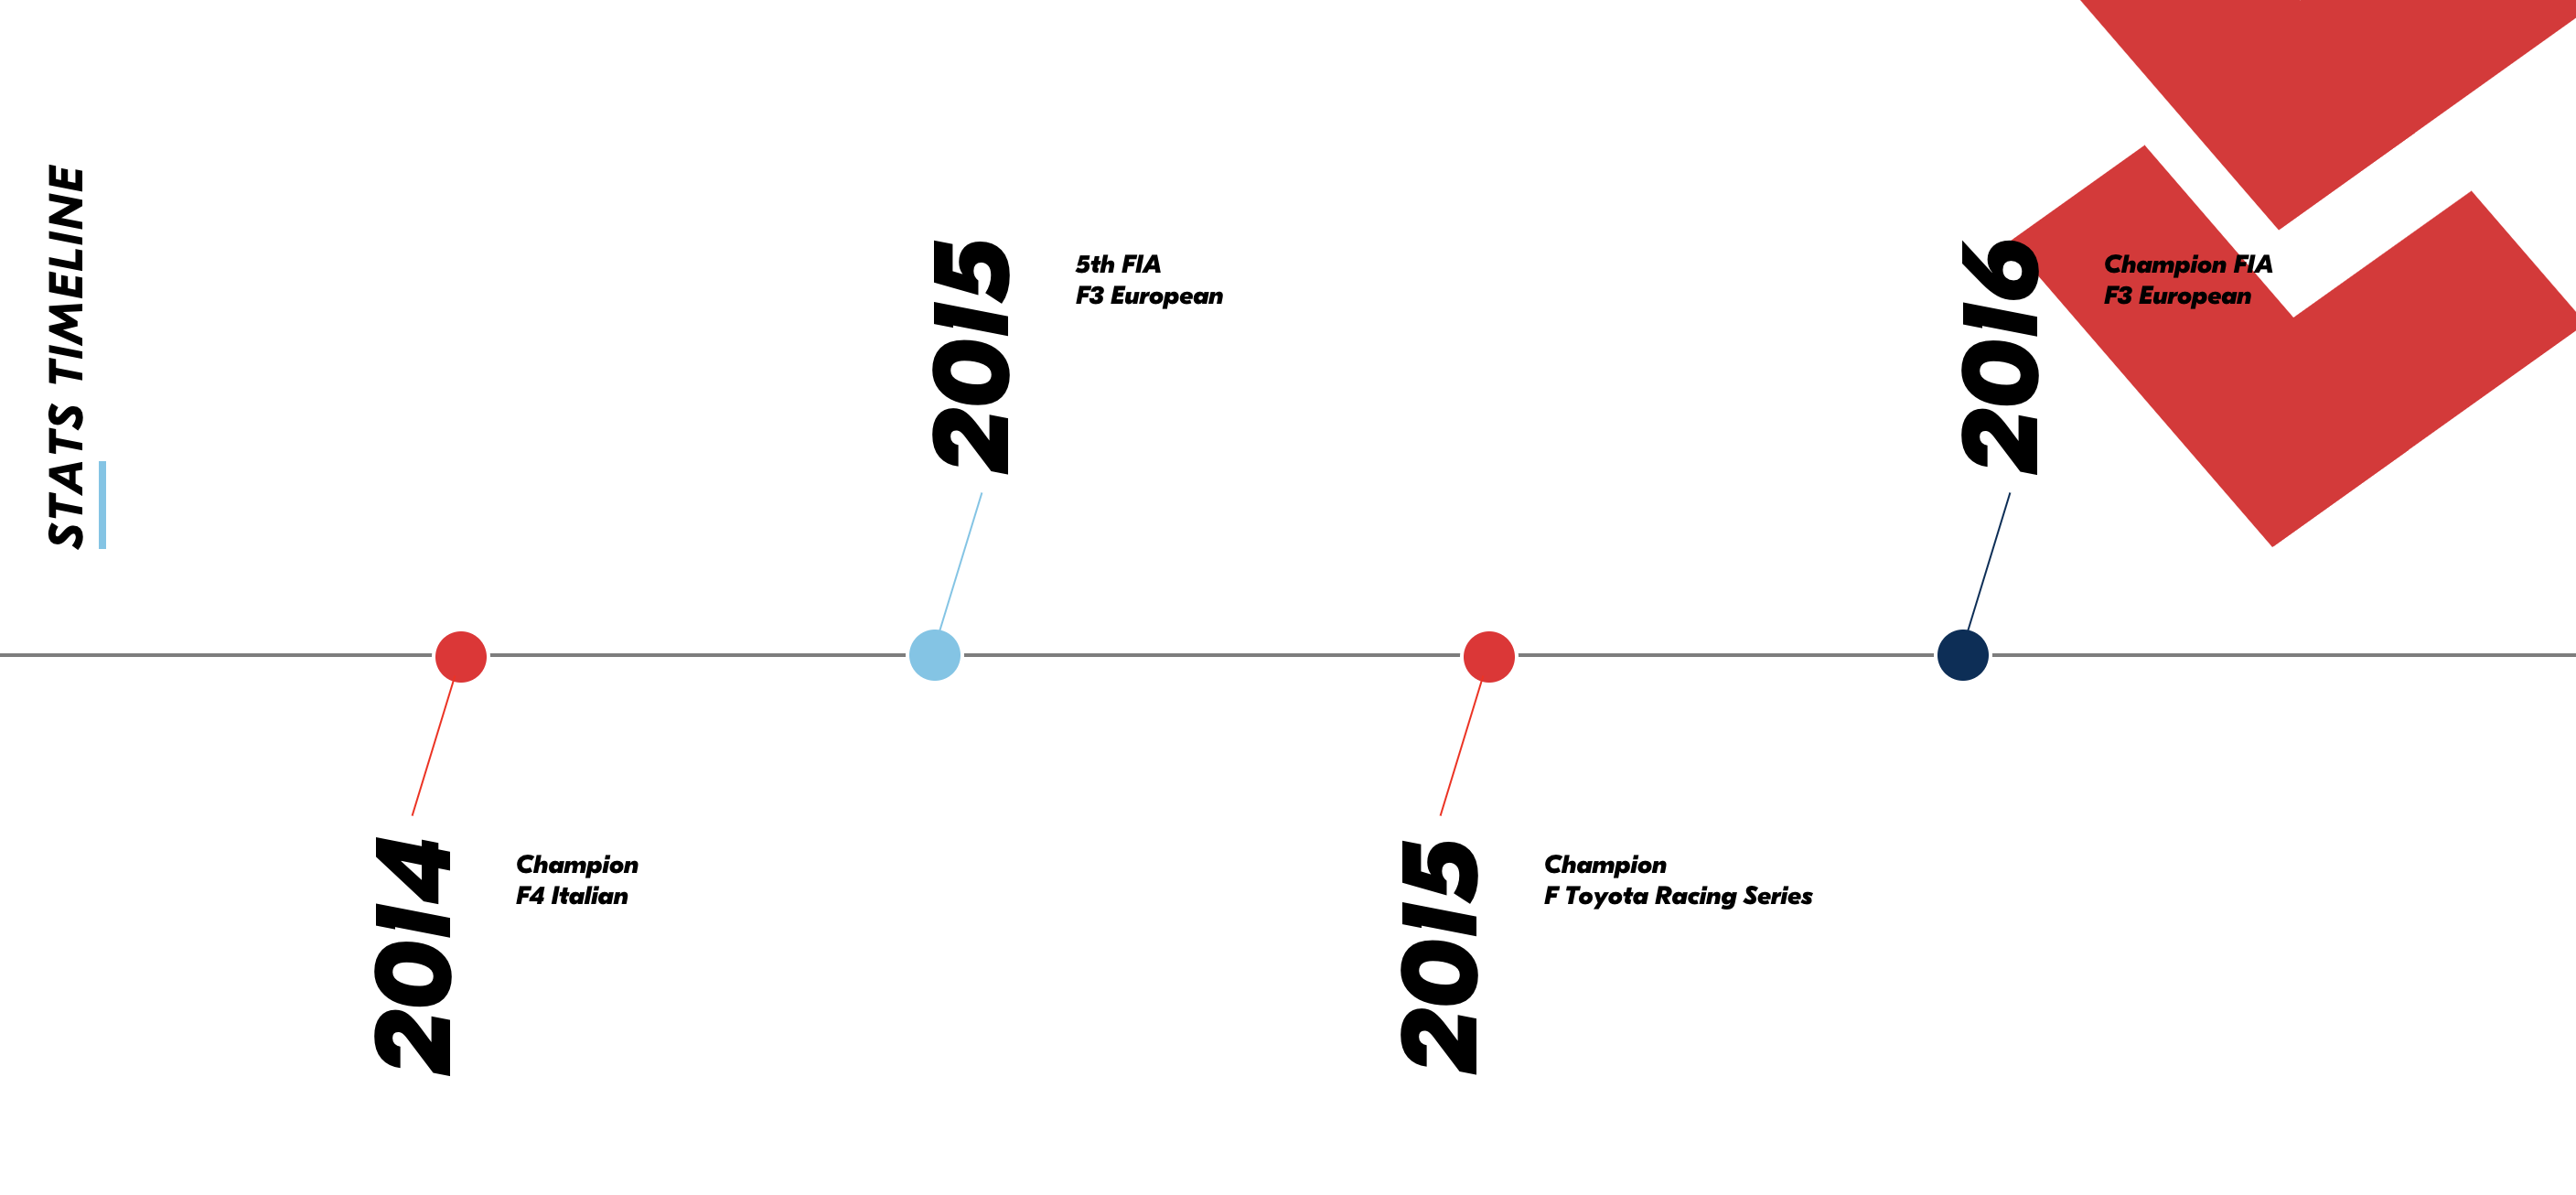 STATS TIMELINE
2014
Champion
F4 Italian
2015
5th FIA
F3 European
2015
Champion
F Toyota Racing Series
2016
Champion FIA
F3 European